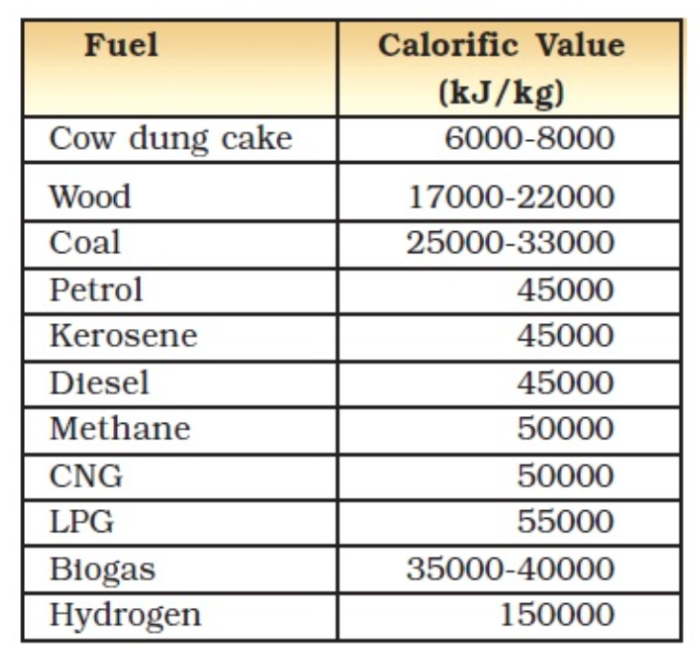 Fuel Calorific Value
(kJ/kg)
Cow dung cake 6000-8000
Wood 17000-22000
Coal 25000-33000
Petrol 45000
Kerosene 45000
Diesel 45000
Methane 50000
CNG 50000
LPG 55000
Biogas 35000-40000
Hydrogen 150000